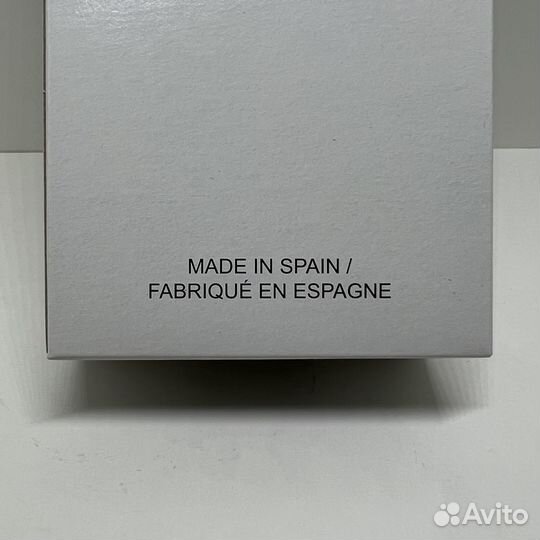 MADE IN SPAIN /
FABRIQUÉ EN ESPAGNE
Avito